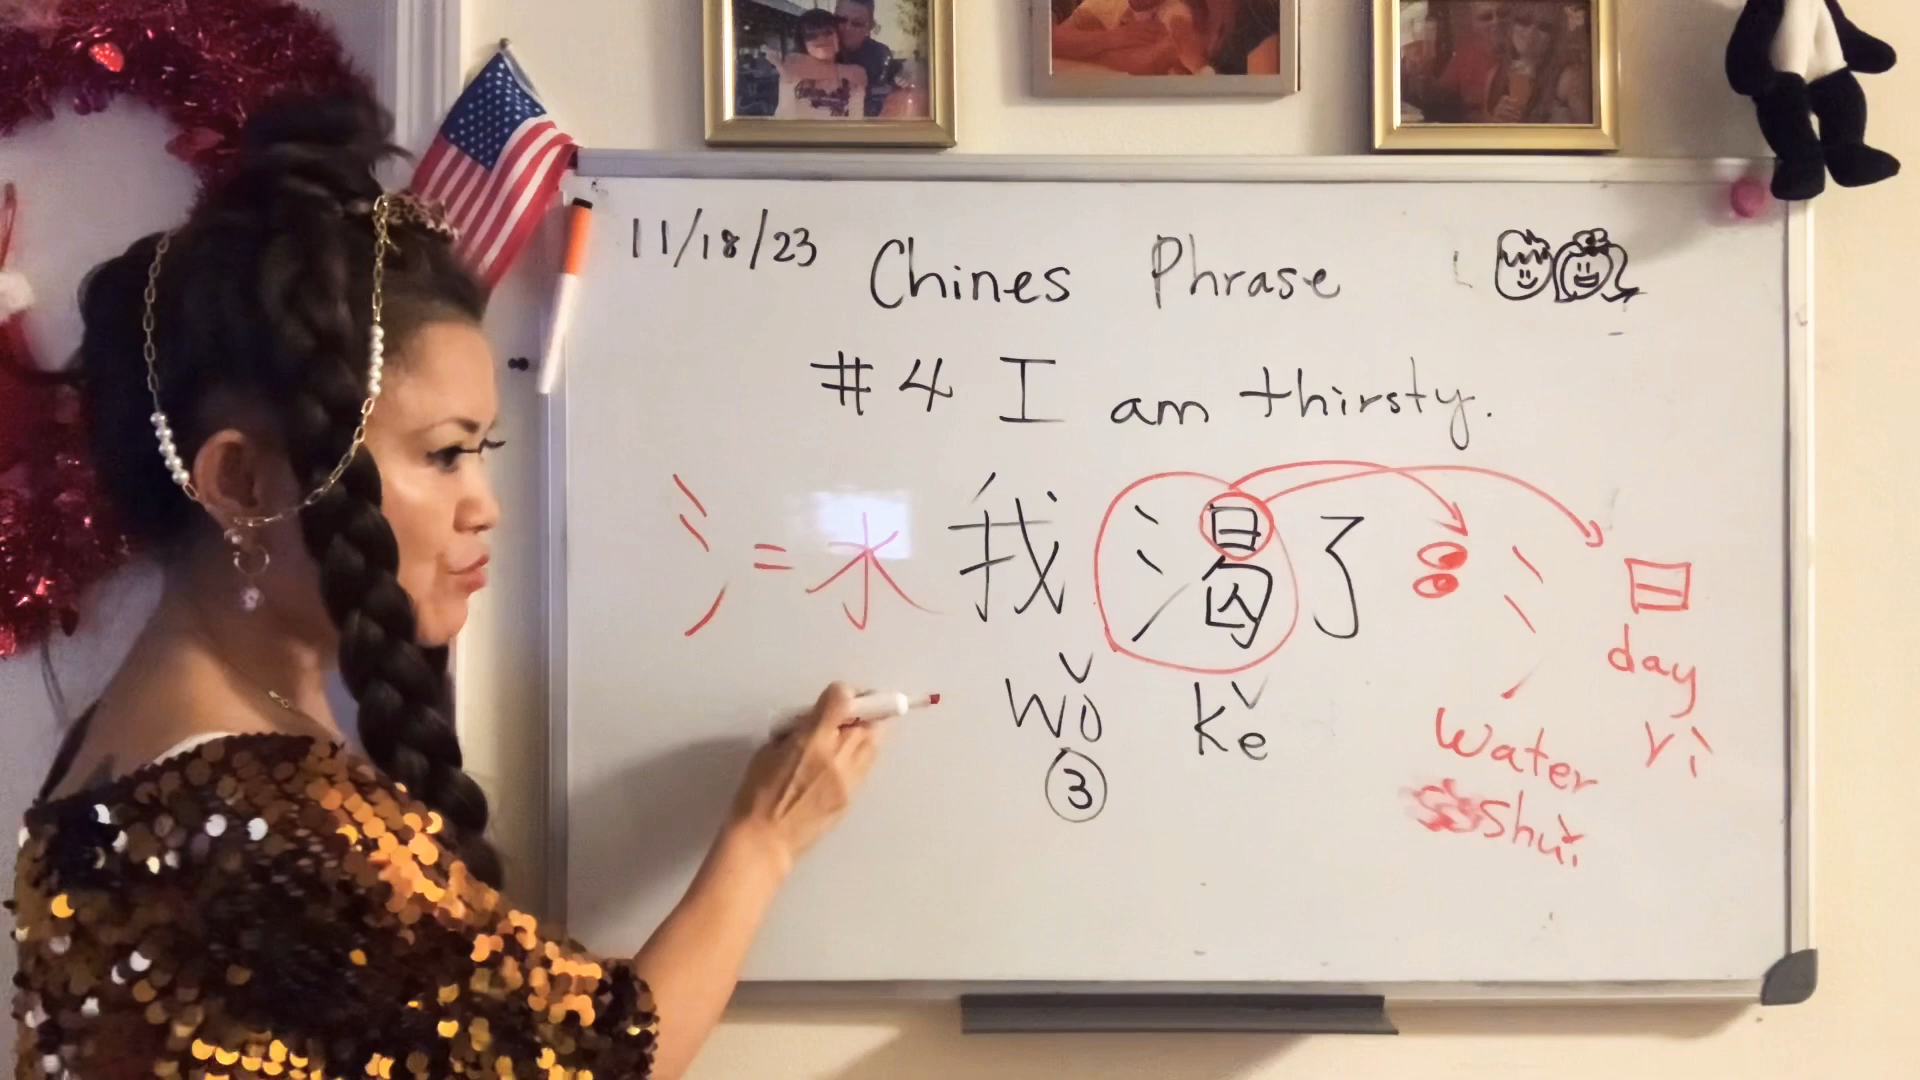 11/18/23
Chines Phrase
#4 I am thirsty.
氵=水 我渴了 氵 日
wǒ kě
③
day
rì
water
shuǐ